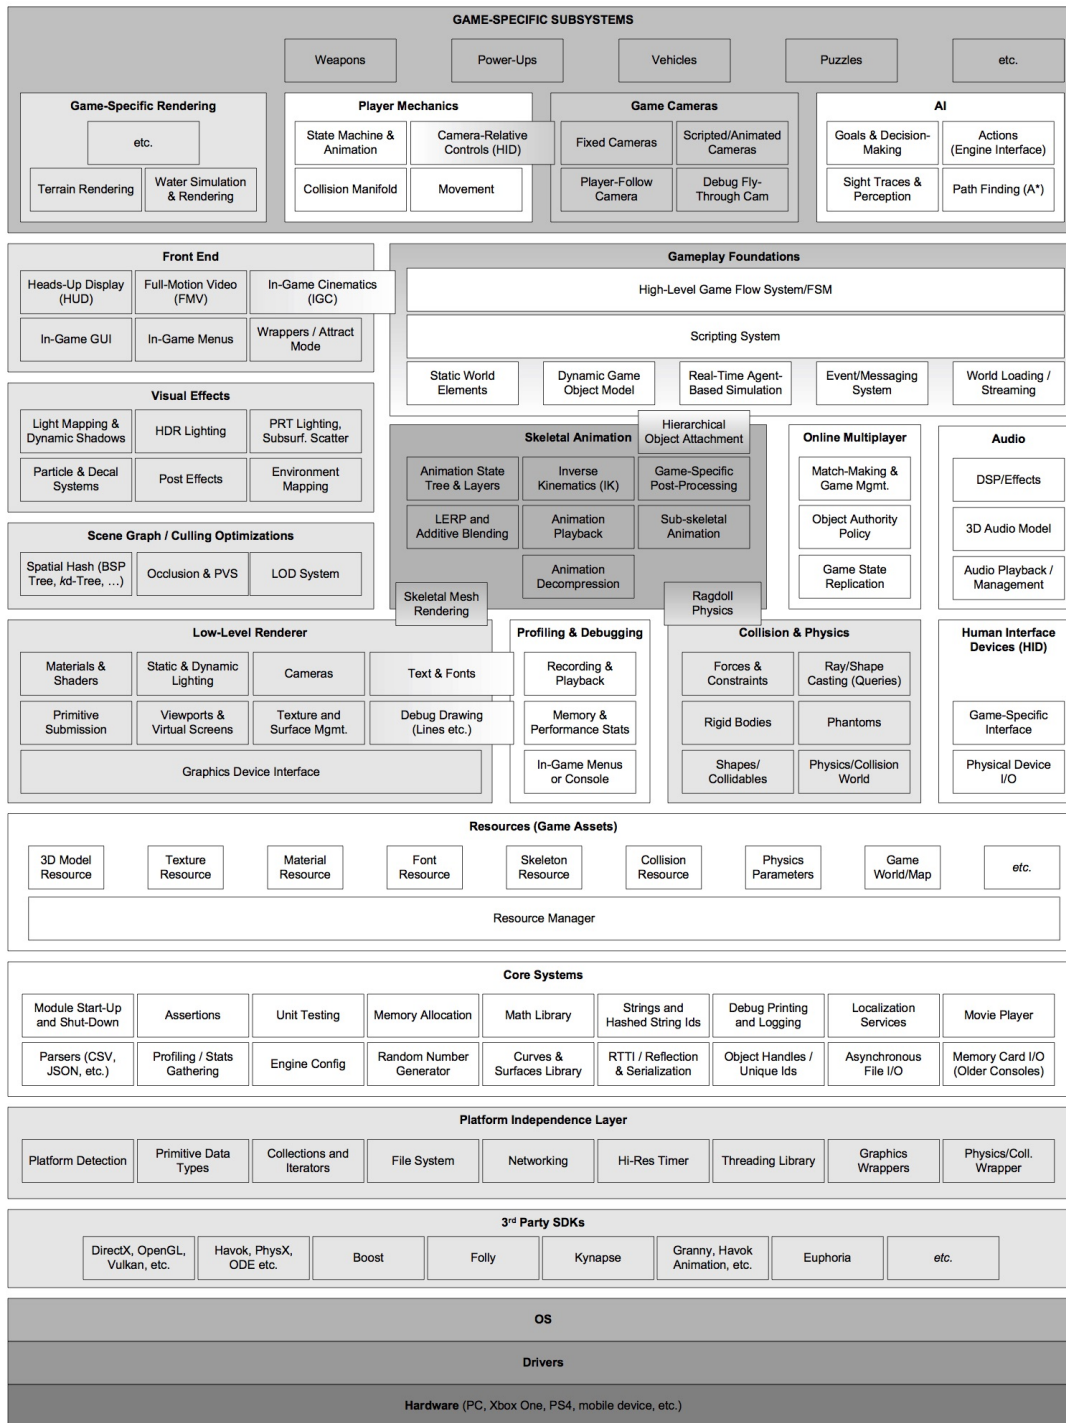 GAME-SPECIFIC SUBSYSTEMS
Weapons
Power-Ups
Vehicles
Puzzles
etc.
Game-Specific Rendering
etc.
Terrain Rendering
Water Simulation
& Rendering
Player Mechanics
State Machine &
Animation
Camera-Relative
Controls (HID)
Collision Manifold
Movement
Game Cameras
Fixed Cameras
Scripted/Animated
Cameras
Player-Follow
Camera
Debug Fly-
Through Cam
AI
Goals & Decision-
Making
Actions
(Engine Interface)
Sight Traces &
Perception
Path Finding (A*)
Front End
Heads-Up Display
(HUD)
Full-Motion Video
(FMV)
In-Game Cinematics
(IGC)
In-Game GUI
In-Game Menus
Wrappers / Attract
Mode
Gameplay Foundations
High-Level Game Flow System/FSM
Scripting System
Static World
Elements
Dynamic Game
Object Model
Real-Time Agent-
Based Simulation
Event/Messaging
System
World Loading /
Streaming
Visual Effects
Light Mapping &
Dynamic Shadows
HDR Lighting
PRT Lighting,
Subsurf. Scatter
Particle & Decal
Systems
Post Effects
Environment
Mapping
Skeletal Animation
Hierarchical
Object Attachment
Animation State
Tree & Layers
Inverse
Kinematics (IK)
Game-Specific
Post-Processing
LERP and
Additive Blending
Animation
Playback
Sub-skeletal
Animation
Animation
Decompression
Skeletal Mesh
Rendering
Ragdoll
Physics
Online Multiplayer
Match-Making &
Game Mgmt.
Object Authority
Policy
Game State
Replication
Audio
DSP/Effects
3D Audio Model
Audio Playback /
Management
Scene Graph / Culling Optimizations
Spatial Hash (BSP
Tree, kd-Tree, …)
Occlusion & PVS
LOD System
Low-Level Renderer
Materials &
Shaders
Static & Dynamic
Lighting
Cameras
Text & Fonts
Primitive
Submission
Viewports &
Virtual Screens
Texture and
Surface Mgmt.
Debug Drawing
(Lines etc.)
Graphics Device Interface
Profiling & Debugging
Recording &
Playback
Memory &
Performance Stats
In-Game Menus
or Console
Collision & Physics
Forces &
Constraints
Ray/Shape
Casting (Queries)
Rigid Bodies
Phantoms
Shapes/
Collidables
Physics/Collision
World
Human Interface
Devices (HID)
Game-Specific
Interface
Physical Device
I/O
Resources (Game Assets)
3D Model
Resource
Texture
Resource
Material
Resource
Font
Resource
Skeleton
Resource
Collision
Resource
Physics
Parameters
Game
World/Map
etc.
Resource Manager
Core Systems
Module Start-Up
and Shut-Down
Assertions
Unit Testing
Memory Allocation
Math Library
Strings and
Hashed String Ids
Debug Printing
and Logging
Localization
Services
Movie Player
Parsers (CSV,
JSON, etc.)
Profiling / Stats
Gathering
Engine Config
Random Number
Generator
Curves &
Surfaces Library
RTTI / Reflection
& Serialization
Object Handles /
Unique Ids
Asynchronous
File I/O
Memory Card I/O
(Older Consoles)
Platform Independence Layer
Platform Detection
Primitive Data
Types
Collections and
Iterators
File System
Networking
Hi-Res Timer
Threading Library
Graphics
Wrappers
Physics/Coll.
Wrapper
3rd Party SDKs
DirectX, OpenGL,
Vulkan, etc.
Havok, PhysX,
ODE etc.
Boost
Folly
Kynapse
Granny, Havok
Animation, etc.
Euphoria
etc.
OS
Drivers
Hardware (PC, Xbox One, PS4, mobile device, etc.)